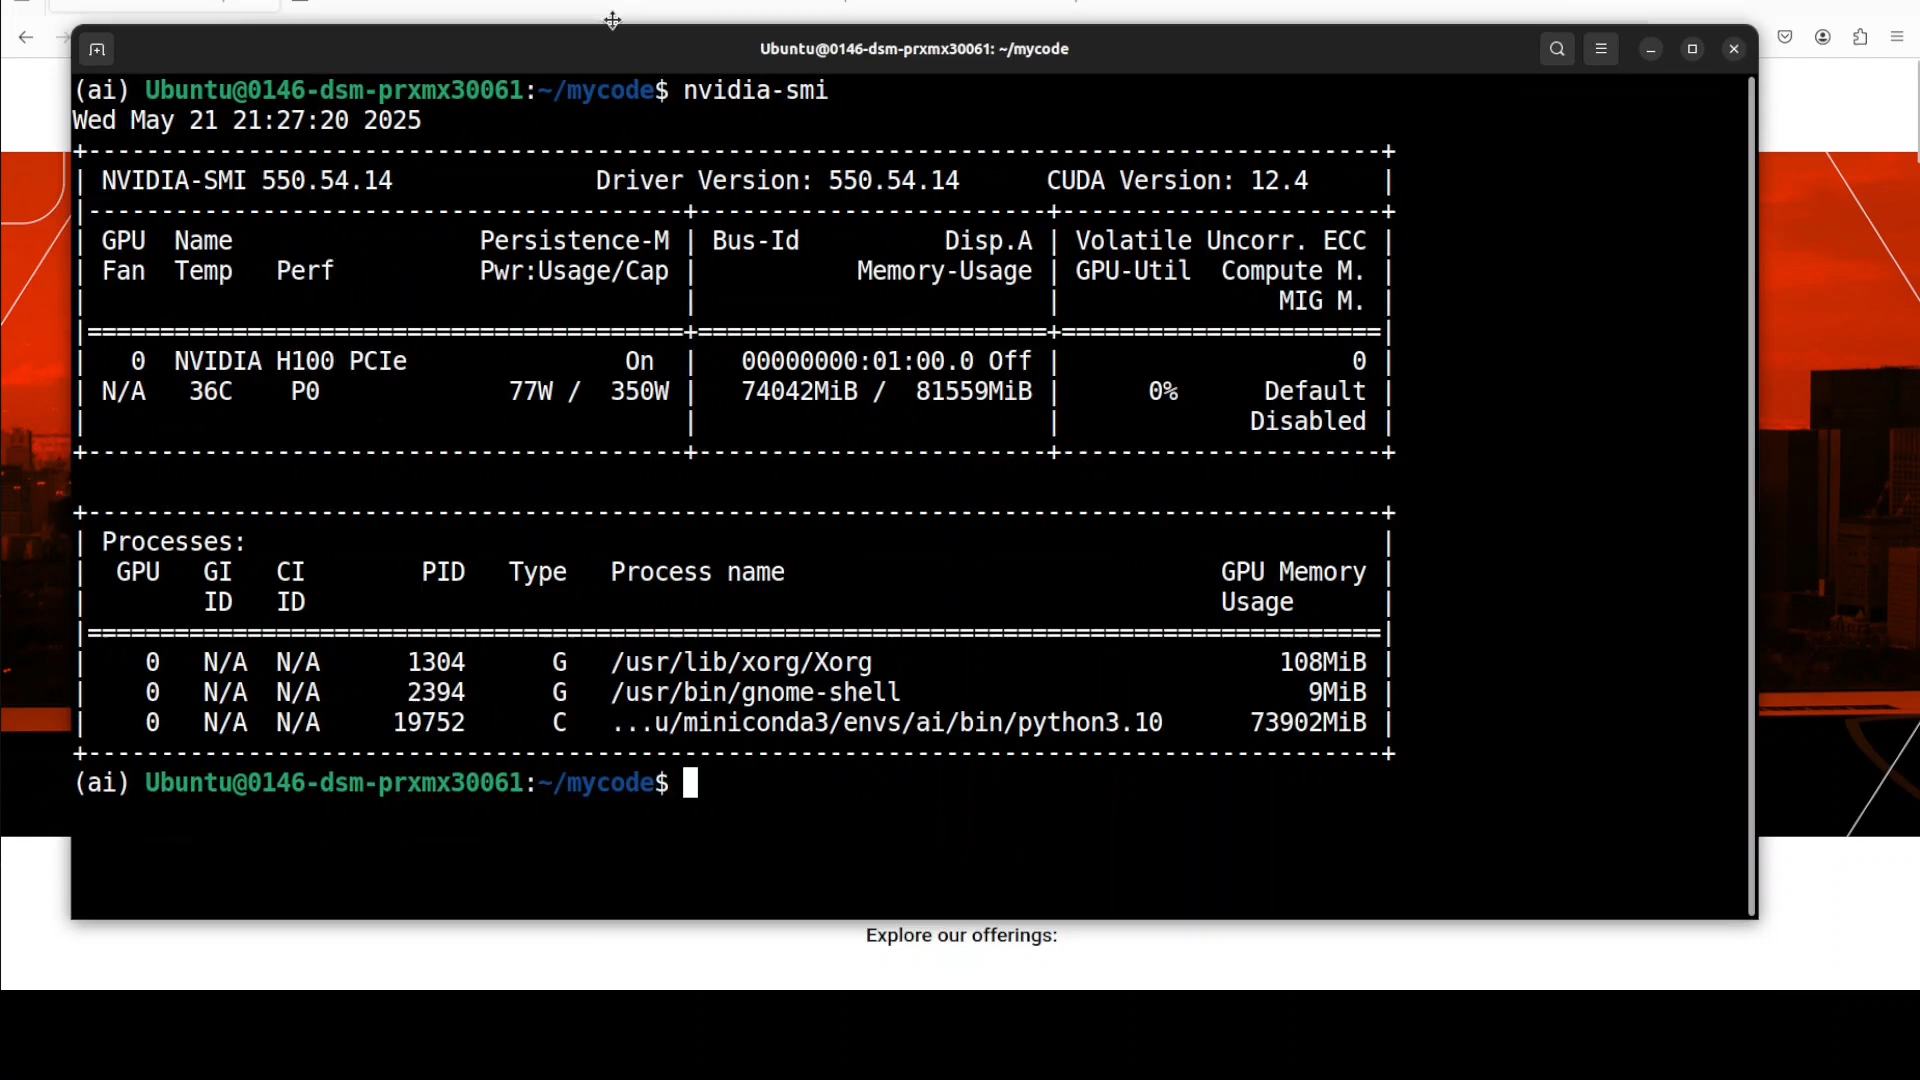 Ubuntu@0146-dsm-prxmx30061: ~/mycode
(ai) Ubuntu@0146-dsm-prxmx30061:~/mycode$ nvidia-smi
Wed May 21 21:27:20 2025
+-----------------------------------------------------------------------------------------+
| NVIDIA-SMI 550.54.14              Driver Version: 550.54.14      CUDA Version: 12.4     |
|-----------------------------------------+------------------------+----------------------+
| GPU  Name                 Persistence-M | Bus-Id          Disp.A | Volatile Uncorr. ECC |
| Fan  Temp   Perf          Pwr:Usage/Cap |           Memory-Usage | GPU-Util  Compute M. |
|                                         |                        |               MIG M. |
|=========================================+========================+======================|
|   0  NVIDIA H100 PCIe               On  |   00000000:01:00.0 Off |                    0 |
| N/A   36C    P0             77W /  350W |   74042MiB /  81559MiB |      0%      Default |
|                                         |                        |             Disabled |
+-----------------------------------------+------------------------+----------------------+
+-----------------------------------------------------------------------------------------+
| Processes:                                                                              |
|  GPU   GI   CI        PID   Type   Process name                              GPU Memory |
|        ID   ID                                                               Usage      |
|=========================================================================================|
|    0   N/A  N/A      1304      G   /usr/lib/xorg/Xorg                            108MiB |
|    0   N/A  N/A      2394      G   /usr/bin/gnome-shell                            9MiB |
|    0   N/A  N/A     19752      C   ...u/miniconda3/envs/ai/bin/python3.10      73902MiB |
+-----------------------------------------------------------------------------------------+
(ai) Ubuntu@0146-dsm-prxmx30061:~/mycode$
Explore our offerings: